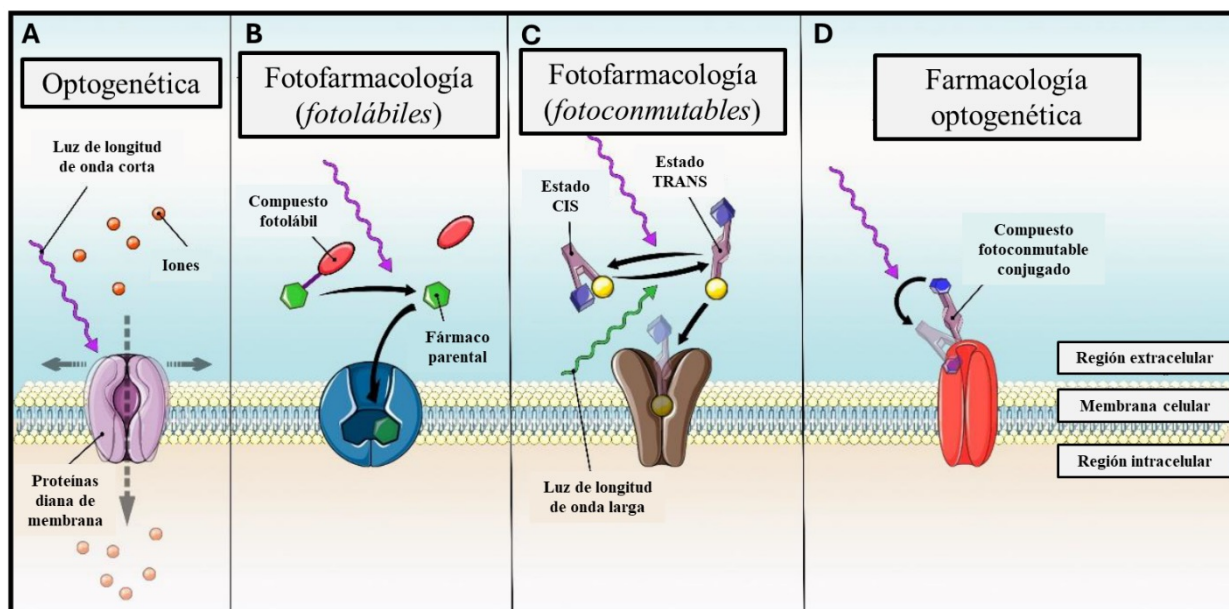 A
Optogenética
Luz de longitud
de onda corta
Iones
Proteínas
diana de
membrana
B
Fotofarmacología
(fotolábiles)
Compuesto
fotolábil
Fármaco
parental
C
Fotofarmacología
(fotoconmutables)
Estado
CIS
Estado
TRANS
Luz de longitud
de onda larga
D
Farmacología
optogenética
Compuesto
fotoconmutable
conjugado
Región extracelular
Membrana celular
Región intracelular